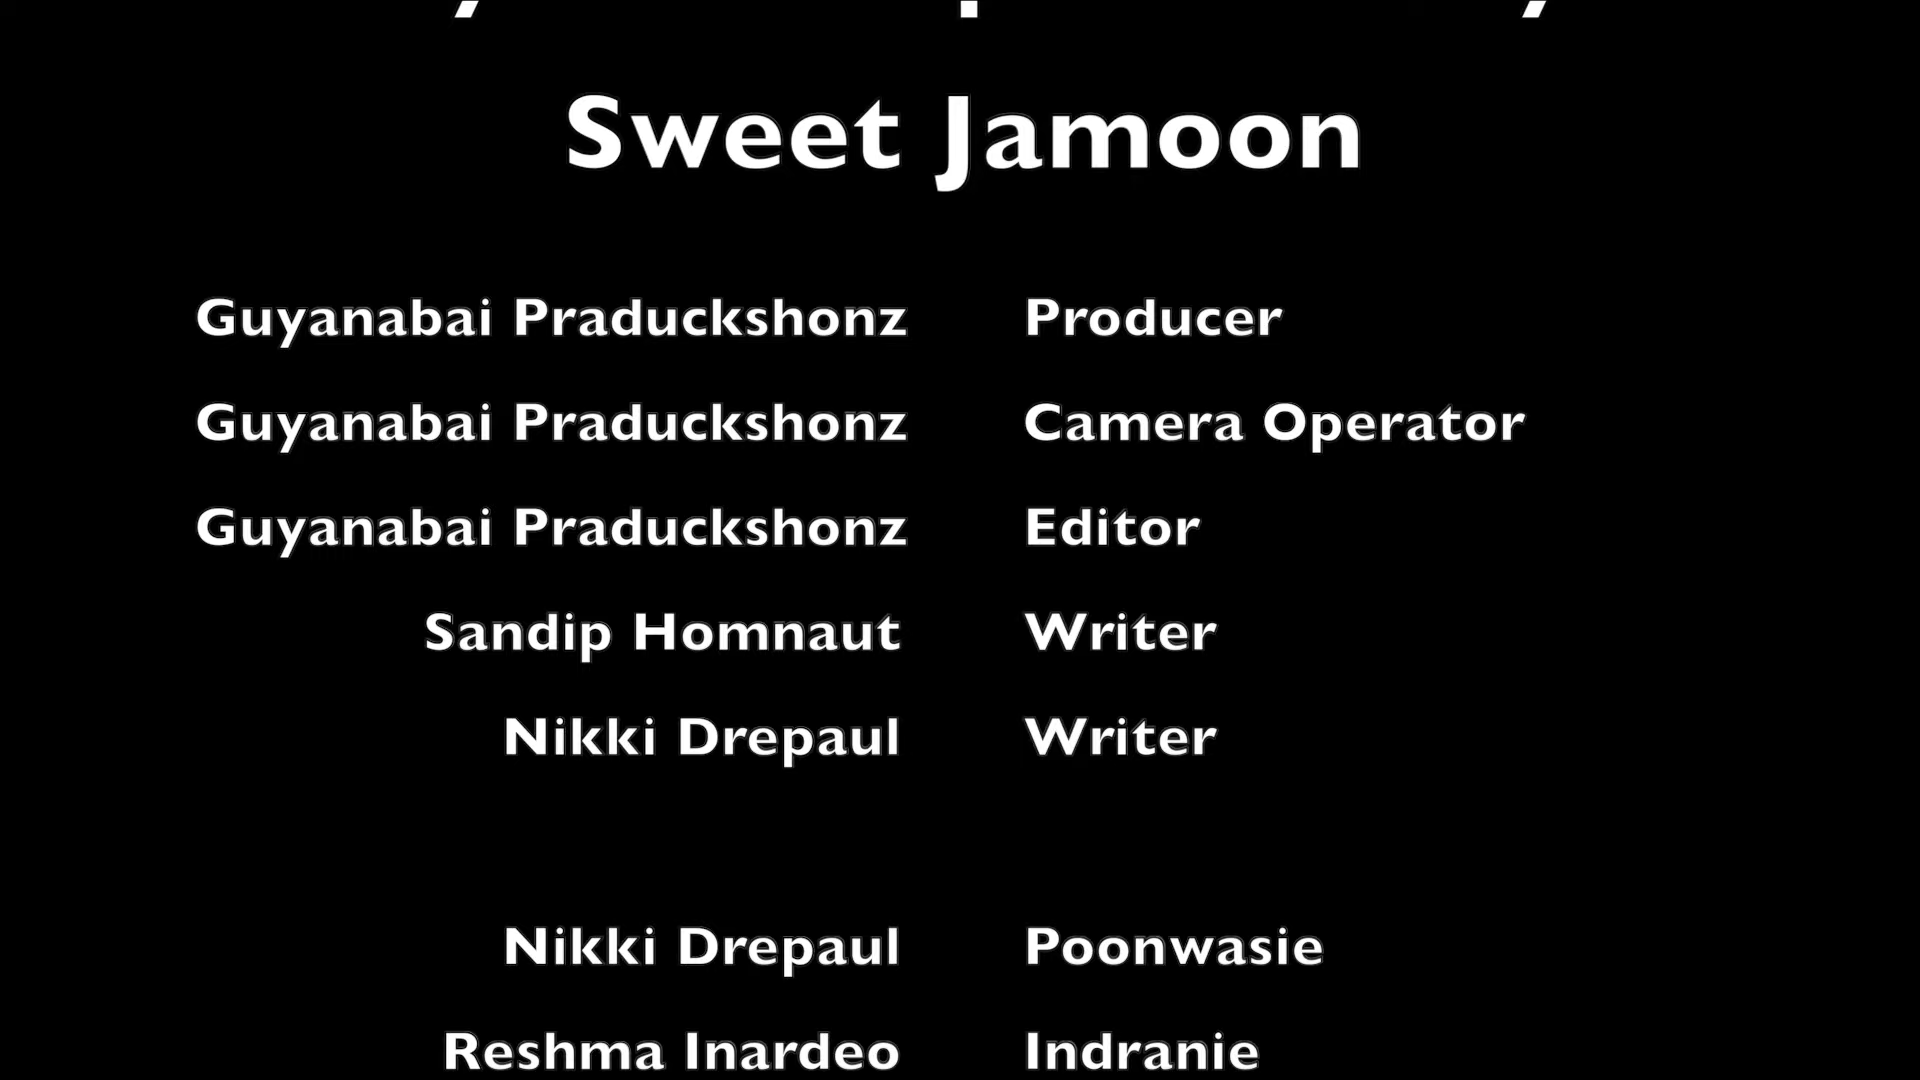 Sweet Jamoon
Guyanabai Praduckshonz Producer
Guyanabai Praduckshonz Camera Operator
Guyanabai Praduckshonz Editor
Sandip Homnaut Writer
Nikki Drepaul Writer
Nikki Drepaul Poonwasie
Reshma Inardeo Indranie